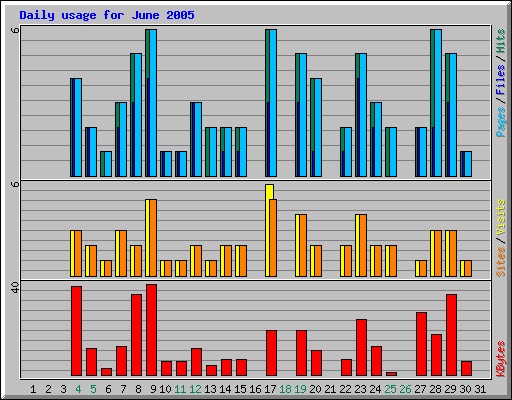 Daily usage for June 2005
6
Pages/Files/Hits
6
Sites/Visits
40
KBytes
1 2 3 4 5 6 7 8 9 10 11 12 13 14 15 16 17 18 19 20 21 22 23 24 25 26 27 28 29 30 31